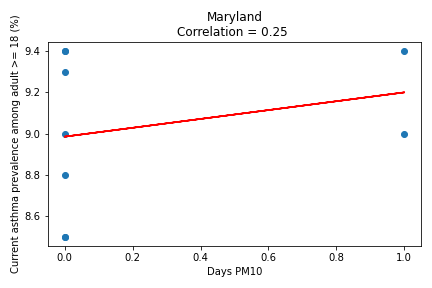 Maryland
Correlation = 0.25
Current asthma prevalence among adult >= 18 (%)
9.4
9.2
9.0
8.8
8.6
0.0 0.2 0.4 0.6 0.8 1.0
Days PM10